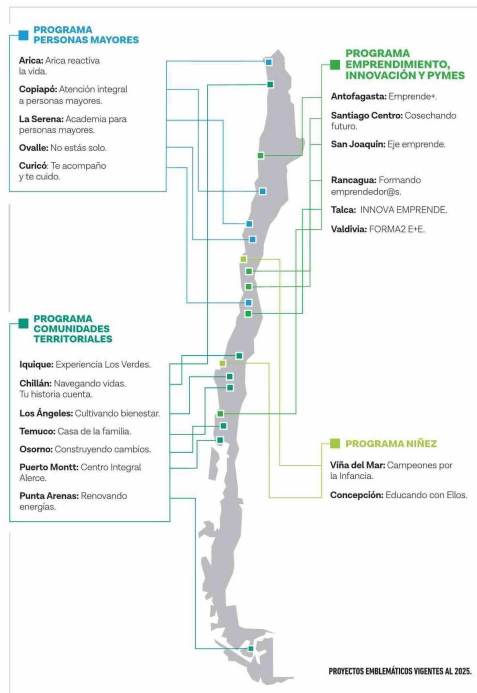 PROGRAMA
PERSONAS MAYORES
Arica: Arica reactiva
la vida.
Copiapó: Atención integral
a personas mayores.
La Serena: Academia para
personas mayores.
Ovalle: No estás solo.
Curicó: Te acompaño
y te cuido.
PROGRAMA
EMPRENDIMIENTO,
INNOVACIÓN Y PYMES
Antofagasta: Emprende+.
Santiago Centro: Cosechando
futuro.
San Joaquín: Eje emprende.
Rancagua: Formando
emprendedor@s.
Talca: INNOVA EMPRENDE.
Valdivia: FORMA2 E+E.
PROGRAMA
COMUNIDADES
TERRITORIALES
Iquique: Experiencia Los Verdes.
Chillán: Navegando vidas.
Tu historia cuenta.
Los Ángeles: Cultivando bienestar.
Temuco: Casa de la familia.
Osorno: Construyendo cambios.
Puerto Montt: Centro Integral
Alerce.
Punta Arenas: Renovando
energías.
PROGRAMA NIÑEZ
Viña del Mar: Campeones por
la Infancia.
Concepción: Educando con Ellos.
PROYECTOS EMBLEMÁTICOS VIGENTES AL 2025.